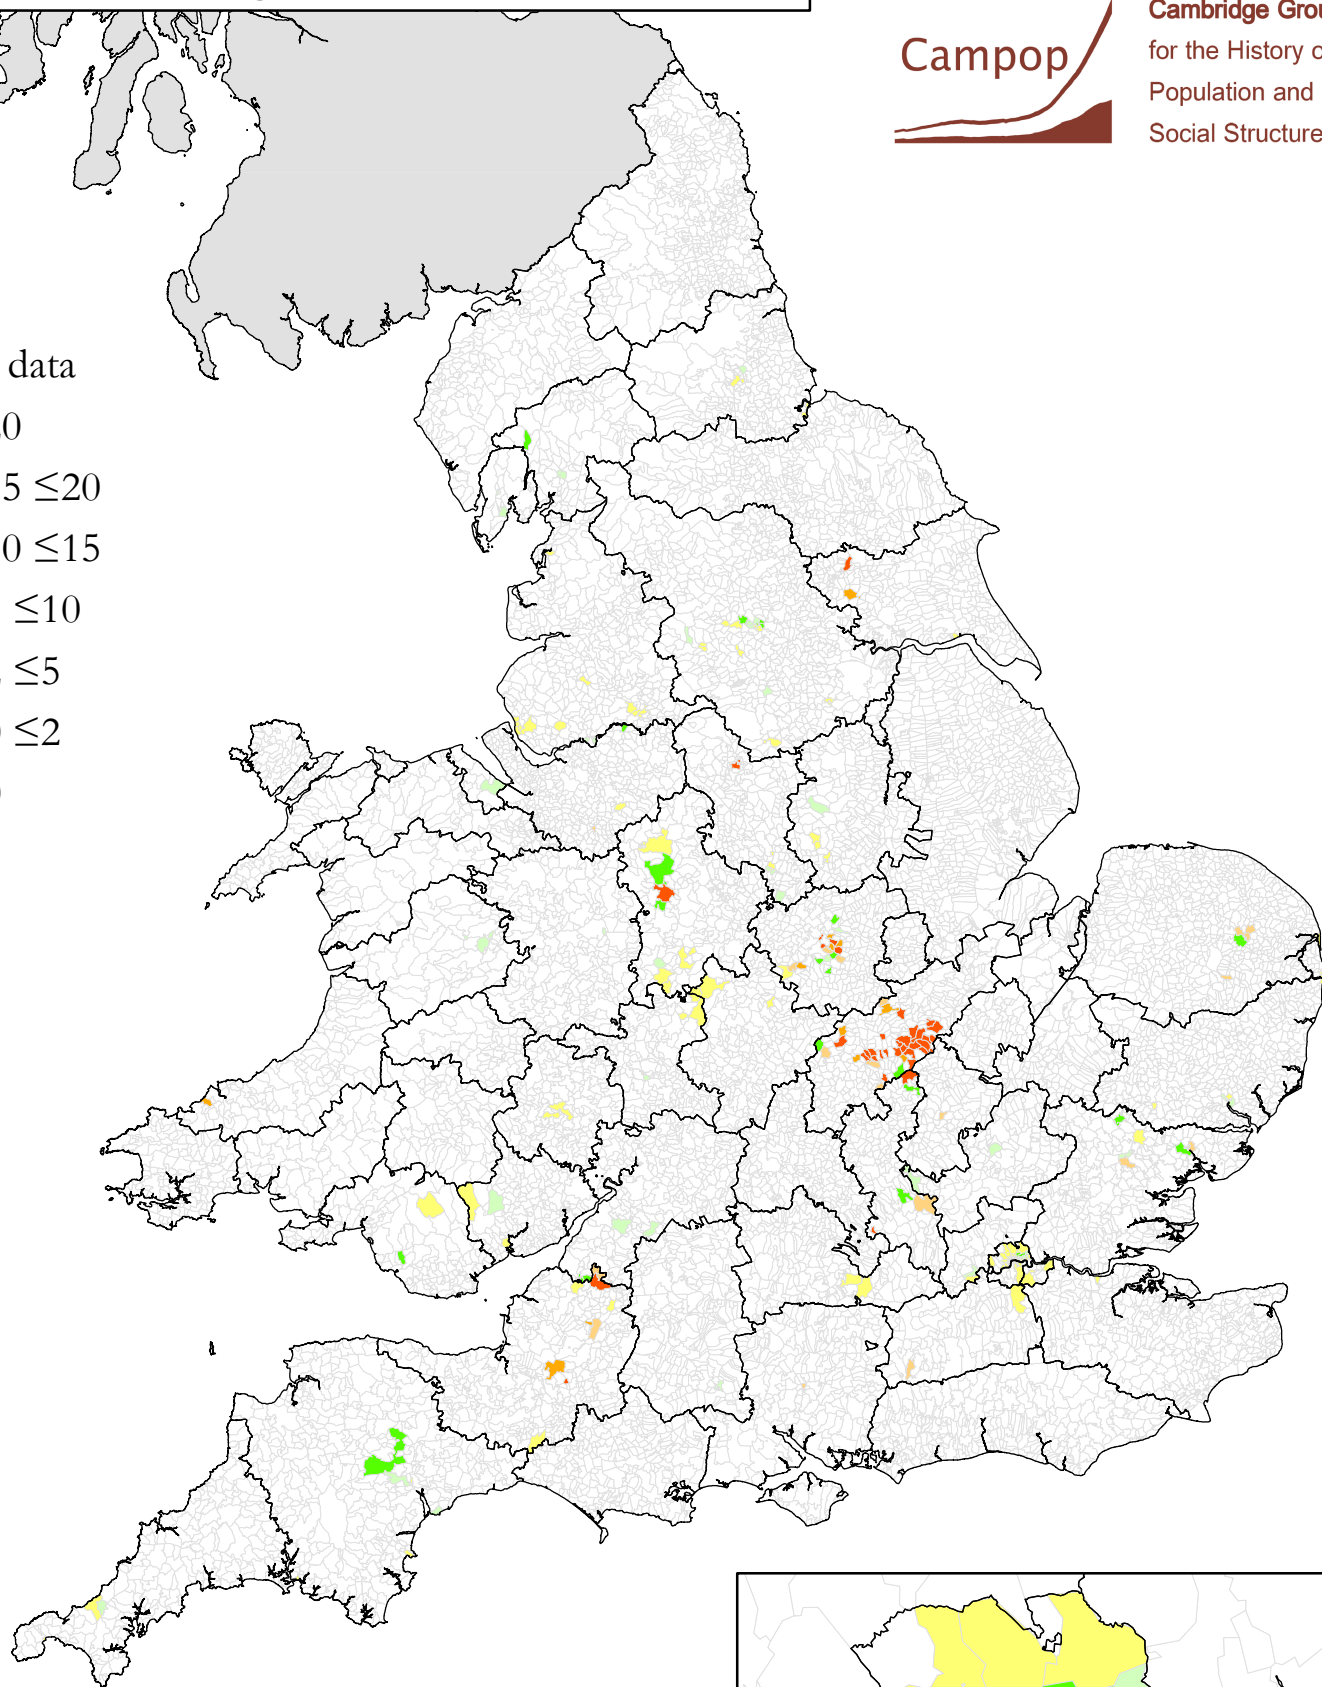 Campop
Cambridge Grou
for the History o
Population and
Social Structure
data
0
5 ≤20
0 ≤15
≤10
≤5
≤2